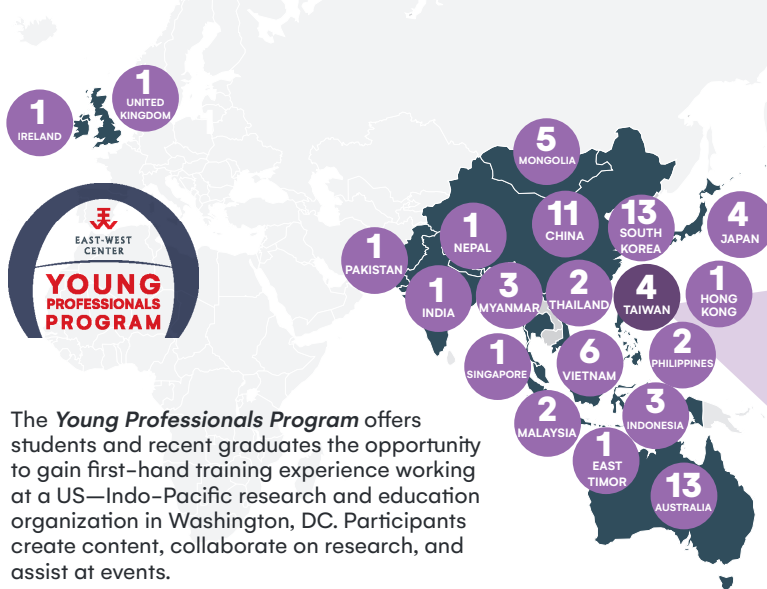 1
UNITED
KINGDOM
1
IRELAND
5
MONGOLIA
11
CHINA
13
SOUTH
KOREA
4
JAPAN
1
NEPAL
1
PAKISTAN
1
INDIA
3
MYANMAR
2
THAILAND
4
TAIWAN
1
HONG
KONG
1
SINGAPORE
6
VIETNAM
2
PHILIPPINES
2
MALAYSIA
3
INDONESIA
1
EAST
TIMOR
13
AUSTRALIA
EAST-WEST
CENTER
YOUNG
PROFESSIONALS
PROGRAM
The Young Professionals Program offers
students and recent graduates the opportunity
to gain first-hand training experience working
at a US—Indo-Pacific research and education
organization in Washington, DC. Participants
create content, collaborate on research, and
assist at events.